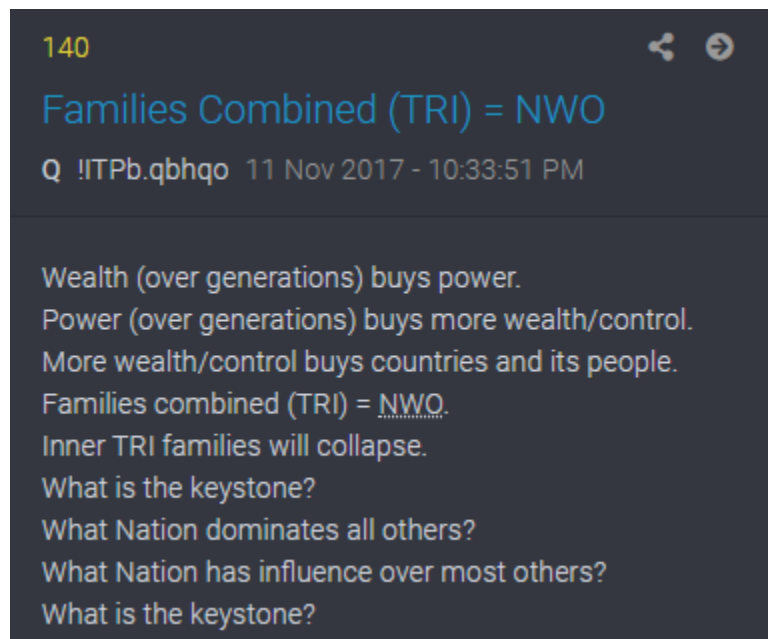 140
Families Combined (TRI) = NWO
Q !ITPb.qbhqo 11 Nov 2017 - 10:33:51 PM
Wealth (over generations) buys power.
Power (over generations) buys more wealth/control.
More wealth/control buys countries and its people.
Families combined (TRI) = NWO.
Inner TRI families will collapse.
What is the keystone?
What Nation dominates all others?
What Nation has influence over most others?
What is the keystone?